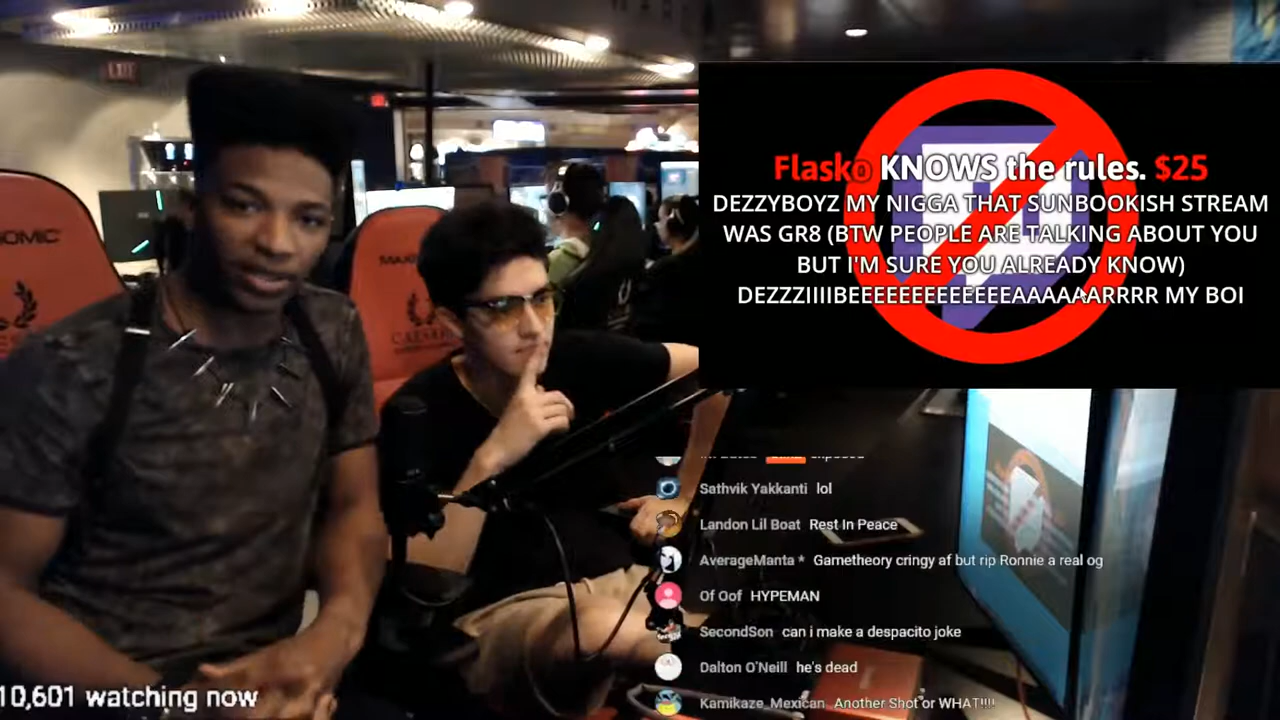 EXIT
Flasko KNOWS the rules. $25
DEZZYBOYZ MY NIGGA THAT SUNBOOKISH STREAM
WAS GR8 (BTW PEOPLE ARE TALKING ABOUT YOU
BUT I'M SURE YOU ALREADY KNOW)
DEZZZIIIIBEEEEEEEEEEEEEAAAAAARRRR MY BOI
Sathvik Yakkanti lol
Landon Lil Boat Rest In Peace
AverageManta * Gametheory cringy af but rip Ronnie a real og
Of Oof HYPEMAN
SecondSon can i make a despacito joke
Dalton O'Neill he's dead
Kamikaze_Mexican Another Shot or WHAT!!!!
10,601 watching now